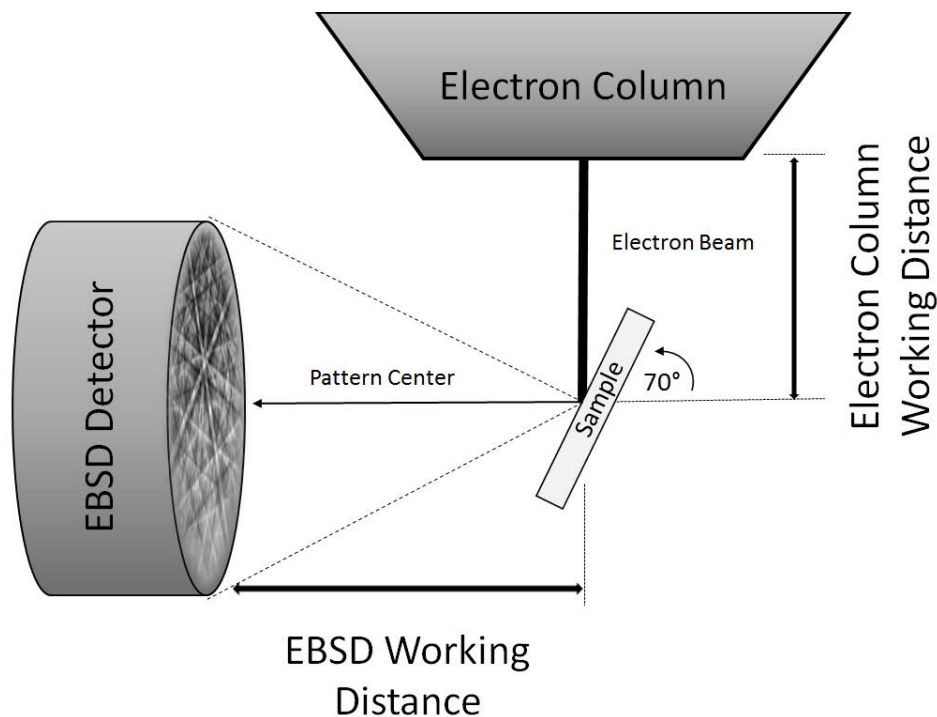 Electron Column
Electron Column
Working Distance
Electron Beam
EBSD Detector
Pattern Center
70°
Sample
EBSD Working
Distance